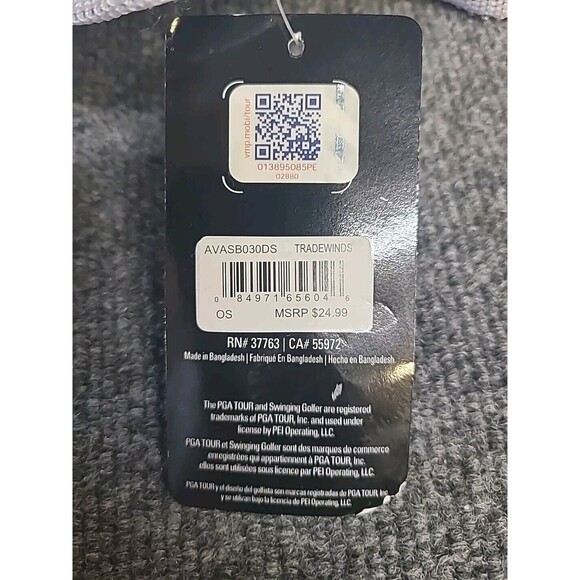 vmp.mobi/tour
013895085PE
02880
AVASB030DS TRADEWINDS
0 84971 65604 6
OS MSRP $24.99
RN# 37763 | CA# 55972
Made in Bangladesh | Fabriqué En Bangladesh | Hecho en Bangladesh
The PGA TOUR and Swinging Golfer are registered
trademarks of PGA TOUR, Inc. and used under
license by PEI Operating, LLC.
PGA TOUR et Swinging Golfer sont des marques de commerce
enregistrées qui appartiennent à PGA TOUR, Inc.
elles sont utilisées sous licence par PEI Operating, LLC.
PGA TOUR y el diseño del golfista son marcas registradas de PGA TOUR, Inc
y se utilizan bajo la licencia de PEI Operating, LLC.